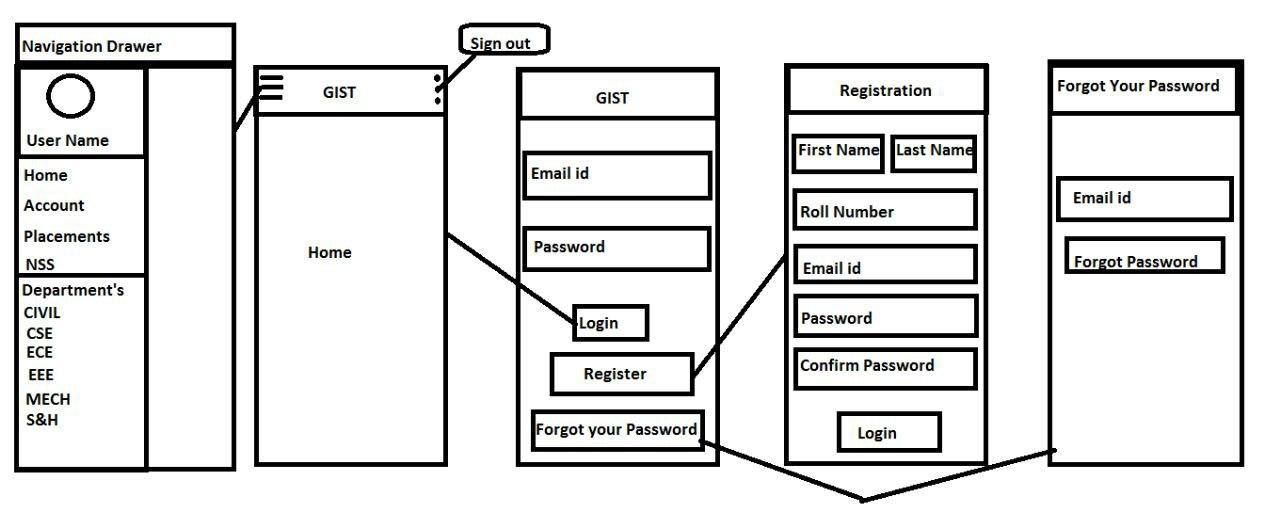 Navigation Drawer
User Name
Home
Account
Placements
NSS
Department's
CIVIL
CSE
ECE
EEE
MECH
S&H
Sign out
GIST
Home
GIST
Email id
Password
Login
Register
Forgot your Password
Registration
First Name Last Name
Roll Number
Email id
Password
Confirm Password
Login
Forgot Your Password
Email id
Forgot Password